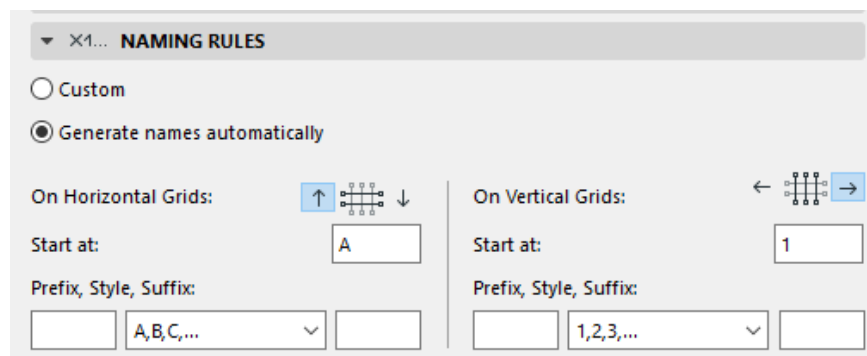 X1... NAMING RULES
Custom
Generate names automatically
On Horizontal Grids:
On Vertical Grids:
Start at: A
Start at: 1
Prefix, Style, Suffix:
Prefix, Style, Suffix:
A,B,C,...
1,2,3,...